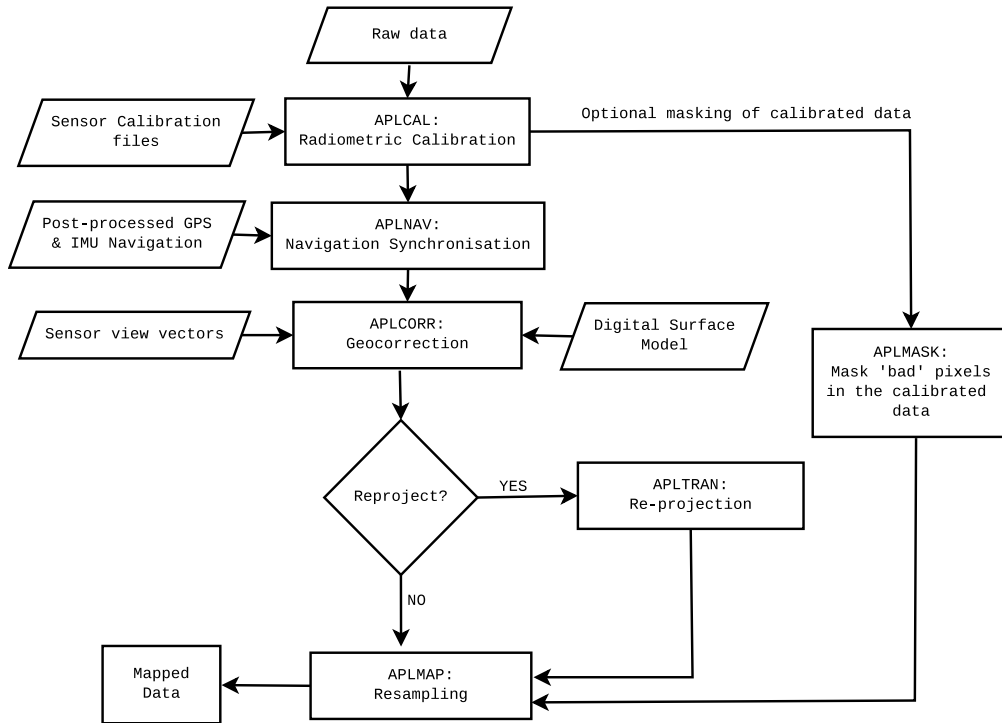 Raw data
Sensor Calibration
files
APLCAL:
Radiometric Calibration
Optional masking of calibrated data
Post-processed GPS
& IMU Navigation
APLNAV:
Navigation Synchronisation
Sensor view vectors
APLCORR:
Geocorrection
Digital Surface
Model
APLMASK:
Mask 'bad' pixels
in the calibrated
data
Reproject?
YES
APLTRAN:
Re-projection
NO
Mapped
Data
APLMAP:
Resampling